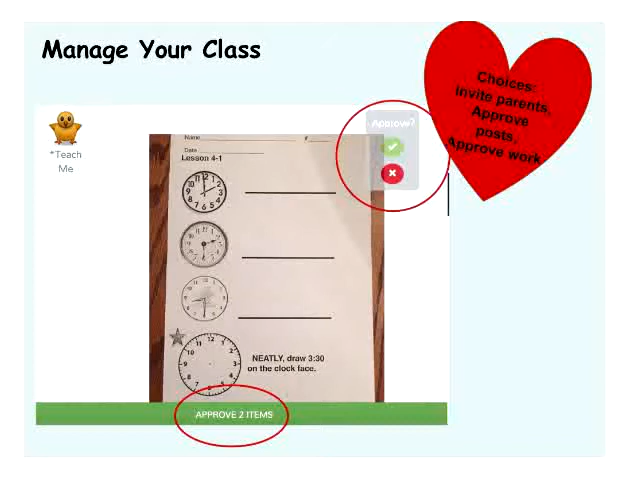 Manage Your Class
Choices:
Invite parents,
Approve
posts,
Approve work
*Teach
Me
Approve?
Name
#
Date
Lesson 4-1
NEATLY, draw 3:30
on the clock face.
APPROVE 2 ITEMS